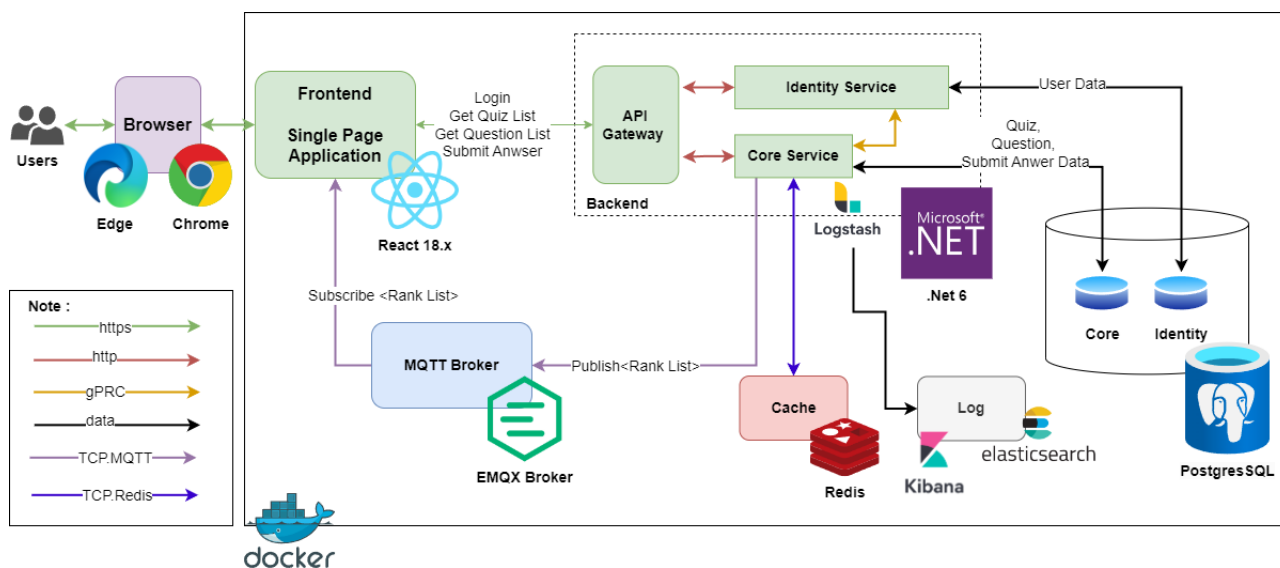 Users
Browser
Edge
Chrome
Frontend
Single Page
Application
React 18.x
Login
Get Quiz List
Get Question List
Submit Anwser
API
Gateway
Identity Service
Core Service
Backend
Logstash
Microsoft®
.NET
.Net 6
User Data
Quiz,
Question,
Submit Anwer Data
Core
Identity
PostgresSQL
Subscribe <Rank List>
MQTT Broker
EMQX Broker
Publish<Rank List>
Cache
Redis
Log
Kibana
elasticsearch
Note :
https
http
gPRC
data
TCP.MQTT
TCP.Redis
docker